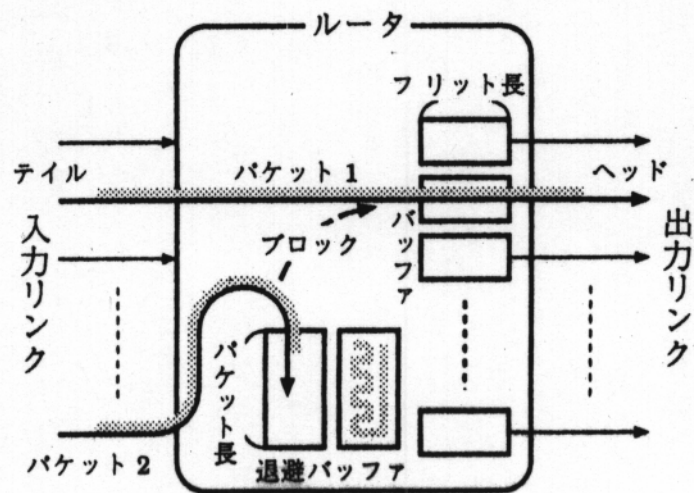 ルータ
フリット長
テイル
パケット1
ヘッド
入力リンク
ブロック
バッファ
出力リンク
パケット長
パケット2
退避バッファ